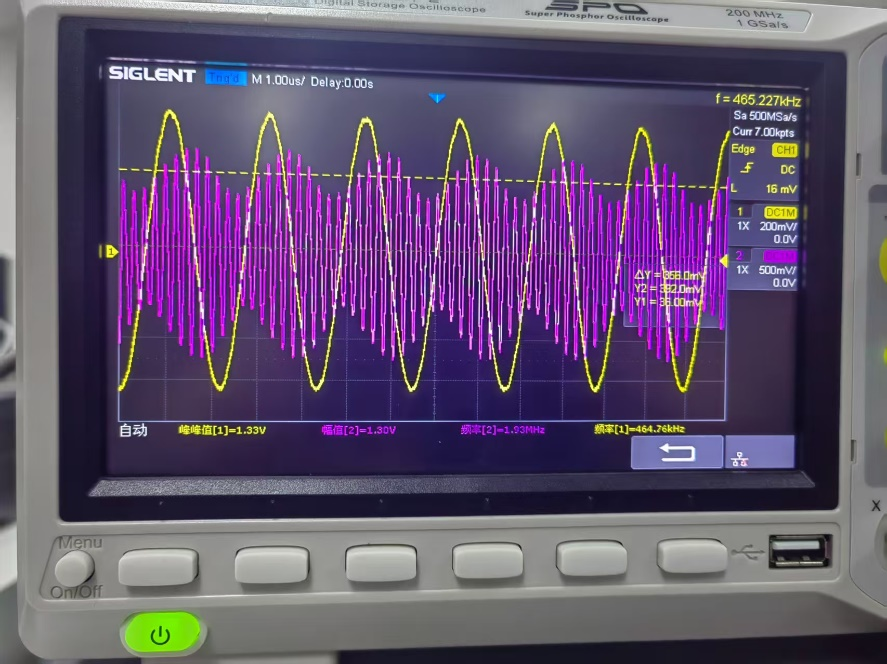 Digital Storage Oscilloscope
SPO
Super Phosphor Oscilloscope
200 MHz
1 GSa/s
SIGLENT Trig'd M 1.00us/ Delay:0.00s
f = 465.227kHz
Sa 500MSa/s
Curr 7.00kpts
Edge CH1
DC
L 16 mV
1 DC1M
1X 200mV/
0.0V
2
1X 500mV/
0.0V
1
ΔY = 356.0mV
Y2 = 392.0mV
Y1 = 36.00mV
自动 峰峰值[1]=1.33V 幅值[2]=1.30V 频率[2]=1.93MHz 频率[1]=464.76kHz
Menu
On/Off
X